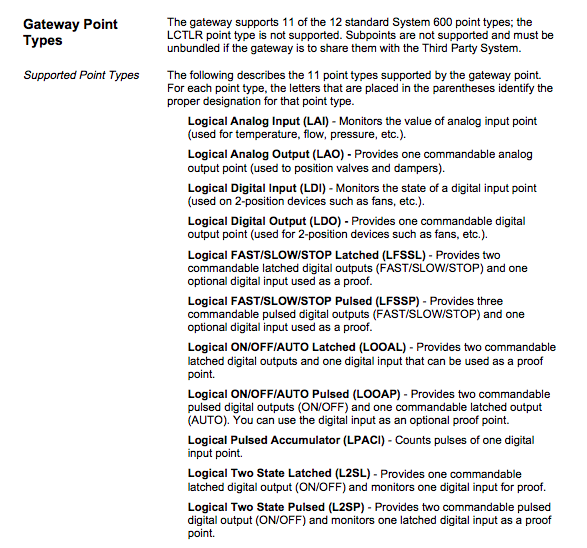 Gateway Point
Types
The gateway supports 11 of the 12 standard System 600 point types; the
LCTLR point type is not supported. Subpoints are not supported and must be
unbundled if the gateway is to share them with the Third Party System.
Supported Point Types
The following describes the 11 point types supported by the gateway point.
For each point type, the letters that are placed in the parentheses identify the
proper designation for that point type.
Logical Analog Input (LAI) - Monitors the value of analog input point
(used for temperature, flow, pressure, etc.).
Logical Analog Output (LAO) - Provides one commandable analog
output point (used to position valves and dampers).
Logical Digital Input (LDI) - Monitors the state of a digital input point
(used on 2-position devices such as fans, etc.).
Logical Digital Output (LDO) - Provides one commandable digital
output point (used for 2-position devices such as fans, etc.).
Logical FAST/SLOW/STOP Latched (LFSSL) - Provides two
commandable latched digital outputs (FAST/SLOW/STOP) and one
optional digital input used as a proof.
Logical FAST/SLOW/STOP Pulsed (LFSSP) - Provides three
commandable pulsed digital outputs (FAST/SLOW/STOP) and one
optional digital input used as a proof.
Logical ON/OFF/AUTO Latched (LOOAL) - Provides two commandable
latched digital outputs and one digital input that can be used as a proof
point.
Logical ON/OFF/AUTO Pulsed (LOOAP) - Provides two commandable
pulsed digital outputs (ON/OFF) and one commandable latched output
(AUTO). You can use the digital input as an optional proof point.
Logical Pulsed Accumulator (LPACI) - Counts pulses of one digital
input point.
Logical Two State Latched (L2SL) - Provides one commandable
latched digital output (ON/OFF) and monitors one digital input for proof.
Logical Two State Pulsed (L2SP) - Provides two commandable pulsed
digital output (ON/OFF) and monitors one latched digital input as a proof
point.